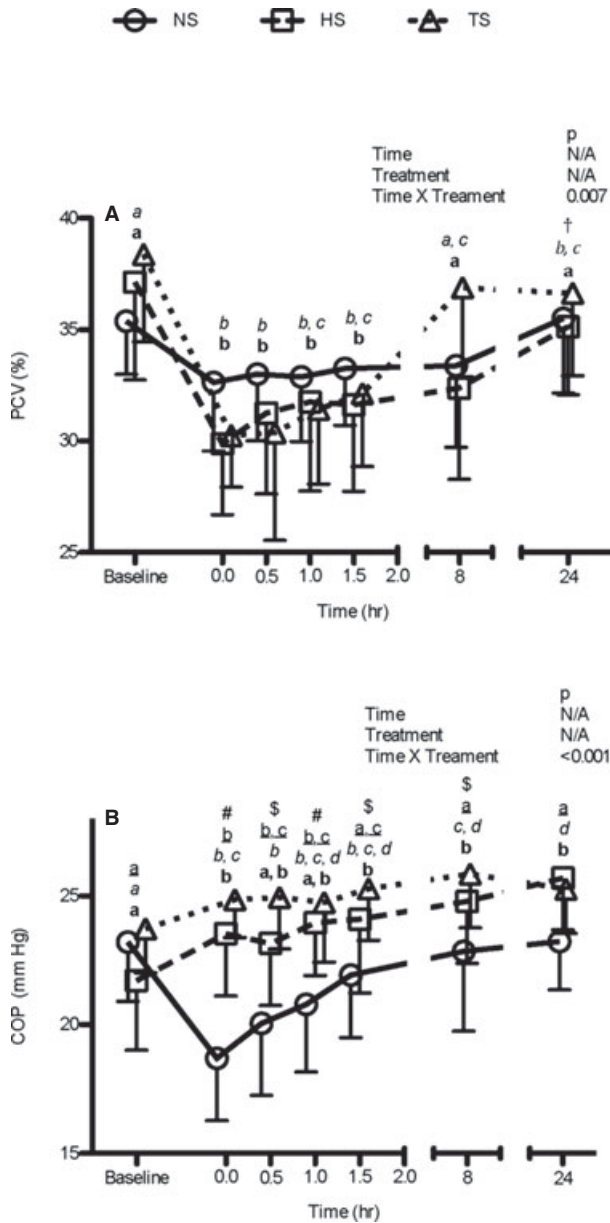 NS HS TS
p
Time N/A
Treatment N/A
Time X Treament 0.007
A
40
35
30
25
PCV (%)
a
a
b
b
b
b
b, c
b
b, c
b
a, c
a
†
b, c
a
Baseline 0.0 0.5 1.0 1.5 2.0 8 24
Time (hr)
p
Time N/A
Treatment N/A
Time X Treament <0.001
B
25
20
15
COP (mm Hg)
a
a
a
#
b
b, c
b
$
b, c
b
a, b
#
b, c
b, c, d
a, b
$
a, c
b, c, d
b
$
a
c, d
b
a
d
b
Baseline 0.0 0.5 1.0 1.5 2.0 8 24
Time (hr)